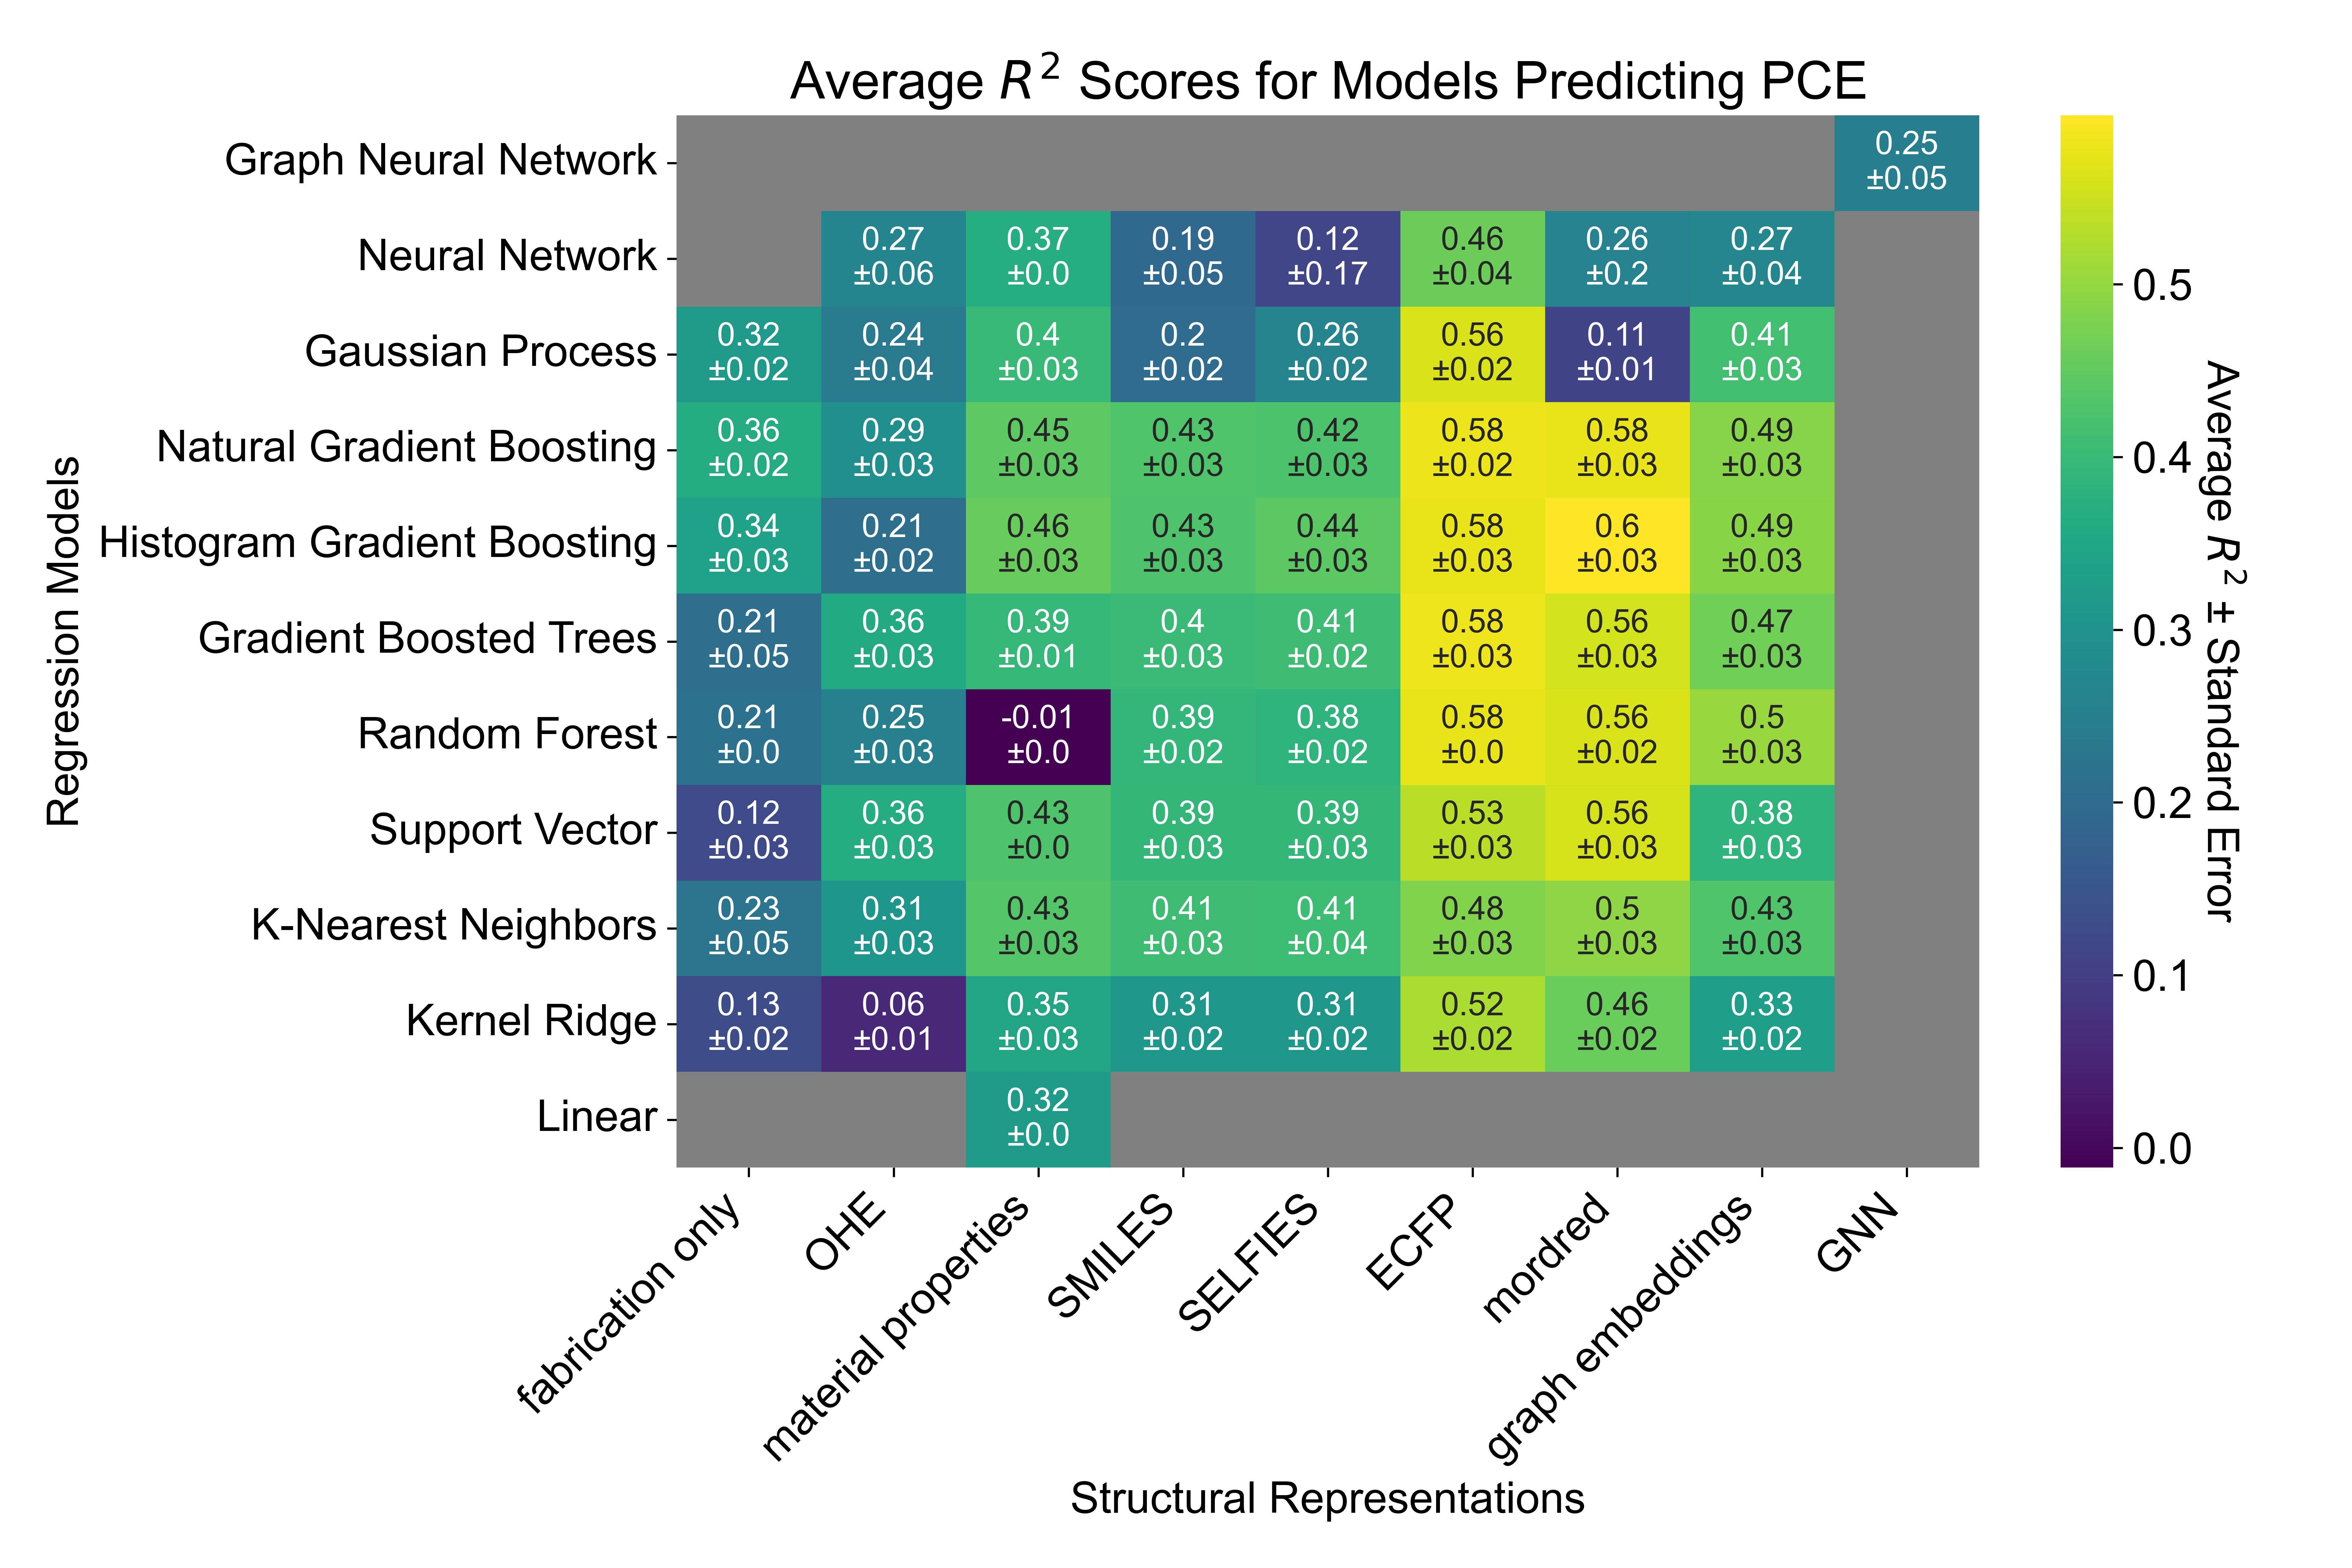 Average R² Scores for Models Predicting PCE
Regression Models
Graph Neural Network
0.25
±0.05
Neural Network
0.27 0.37 0.19 0.12 0.46 0.26 0.27
±0.06 ±0.0 ±0.05 ±0.17 ±0.04 ±0.2 ±0.04
Gaussian Process
0.32 0.24 0.4 0.2 0.26 0.56 0.11 0.41
±0.02 ±0.04 ±0.03 ±0.02 ±0.02 ±0.02 ±0.01 ±0.03
Natural Gradient Boosting
0.36 0.29 0.45 0.43 0.42 0.58 0.58 0.49
±0.02 ±0.03 ±0.03 ±0.03 ±0.03 ±0.02 ±0.03 ±0.03
Histogram Gradient Boosting
0.34 0.21 0.46 0.43 0.44 0.58 0.6 0.49
±0.03 ±0.02 ±0.03 ±0.03 ±0.03 ±0.03 ±0.03 ±0.03
Gradient Boosted Trees
0.21 0.36 0.39 0.4 0.41 0.58 0.56 0.47
±0.05 ±0.03 ±0.01 ±0.03 ±0.02 ±0.03 ±0.03 ±0.03
Random Forest
0.21 0.25 -0.01 0.39 0.38 0.58 0.56 0.5
±0.0 ±0.03 ±0.0 ±0.02 ±0.02 ±0.0 ±0.02 ±0.03
Support Vector
0.12 0.36 0.43 0.39 0.39 0.53 0.56 0.38
±0.03 ±0.03 ±0.0 ±0.03 ±0.03 ±0.03 ±0.03 ±0.03
K-Nearest Neighbors
0.23 0.31 0.43 0.41 0.41 0.48 0.5 0.43
±0.05 ±0.03 ±0.03 ±0.03 ±0.04 ±0.03 ±0.03 ±0.03
Kernel Ridge
0.13 0.06 0.35 0.31 0.31 0.52 0.46 0.33
±0.02 ±0.01 ±0.03 ±0.02 ±0.02 ±0.02 ±0.02 ±0.02
Linear
0.32
±0.0
fabrication only
OHE
material properties
SMILES
SELFIES
ECFP
mordred
graph embeddings
GNN
Structural Representations
0.5
0.4
0.3
0.2
0.1
0.0
Average R² ± Standard Error